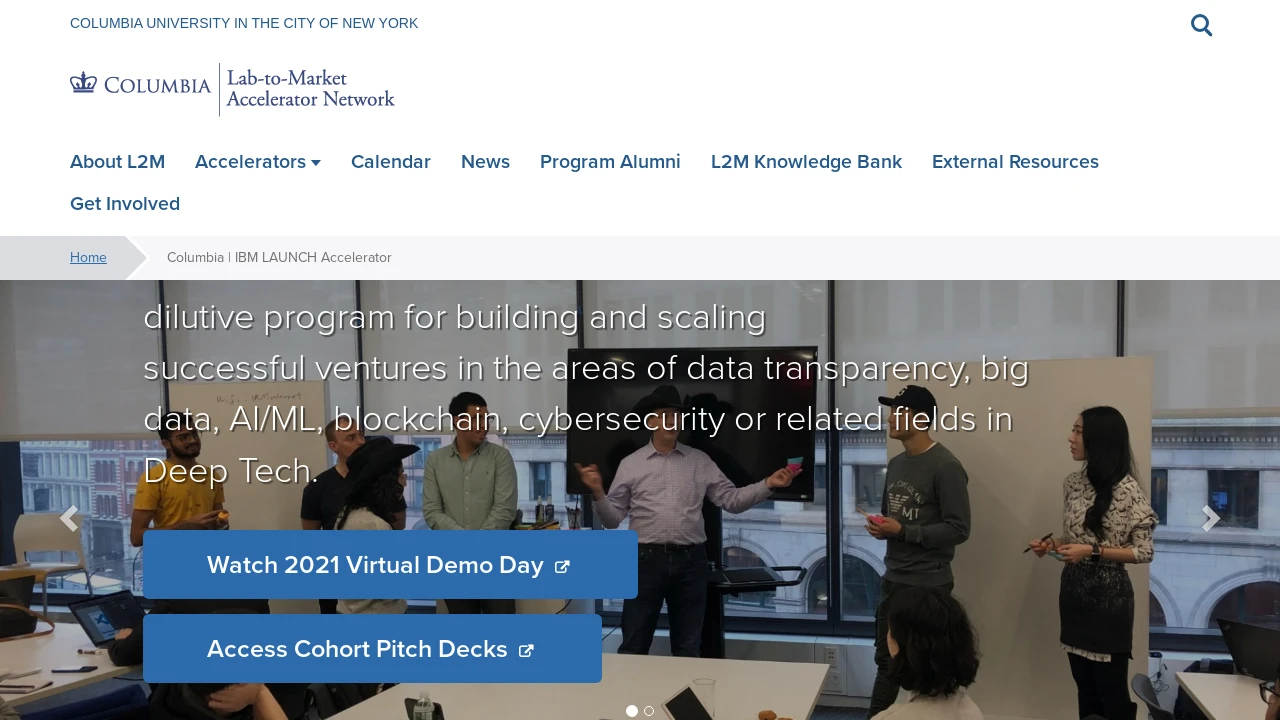 COLUMBIA UNIVERSITY IN THE CITY OF NEW YORK
COLUMBIA
Lab-to-Market
Accelerator Network
About L2M Accelerators Calendar News Program Alumni L2M Knowledge Bank External Resources
Get Involved
Home Columbia | IBM LAUNCH Accelerator
dilutive program for building and scaling
successful ventures in the areas of data transparency, big
data, AI/ML, blockchain, cybersecurity or related fields in
Deep Tech.
Watch 2021 Virtual Demo Day
Access Cohort Pitch Decks